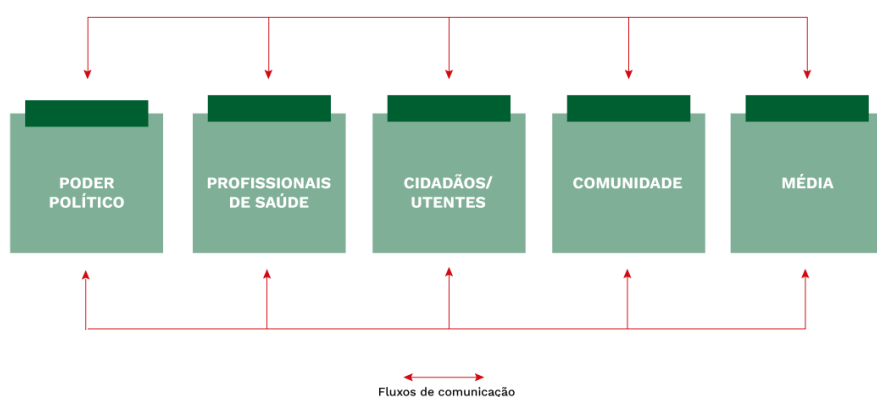 PODER
POLÍTICO
PROFISSIONAIS
DE SAÚDE
CIDADÃOS/
UTENTES
COMUNIDADE
MÉDIA
Fluxos de comunicação